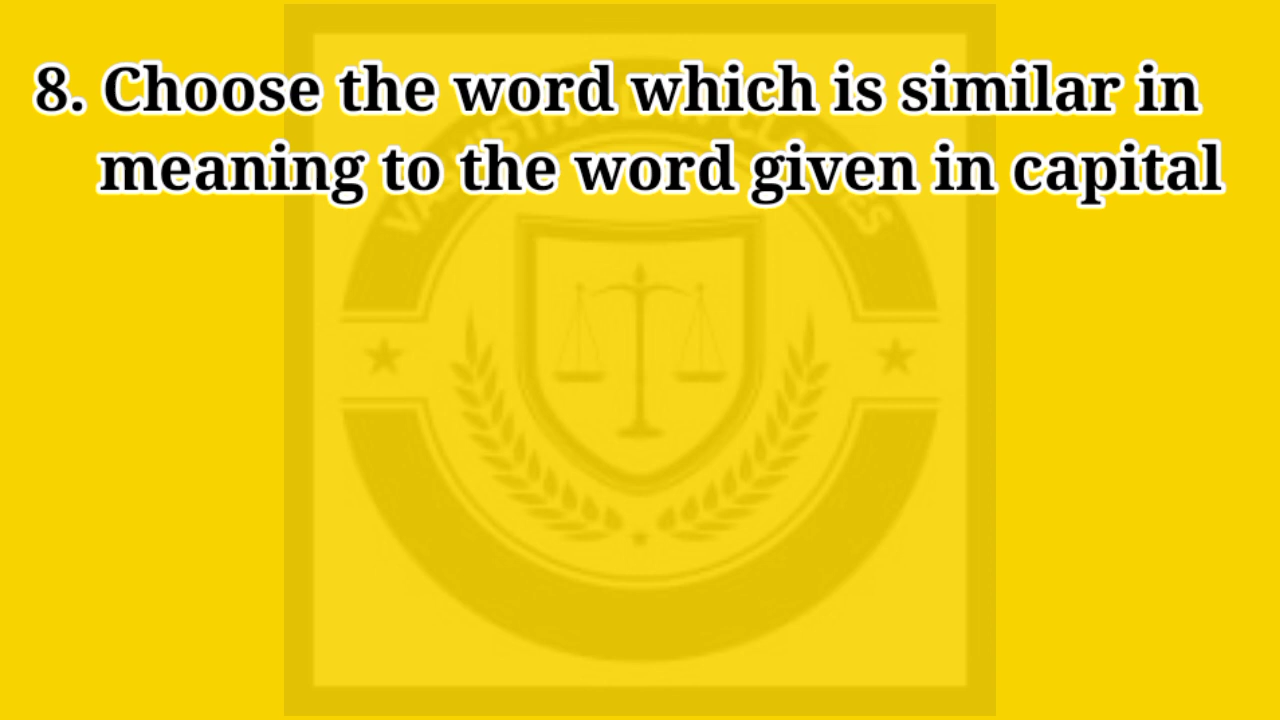 8. Choose the word which is similar in
meaning to the word given in capital